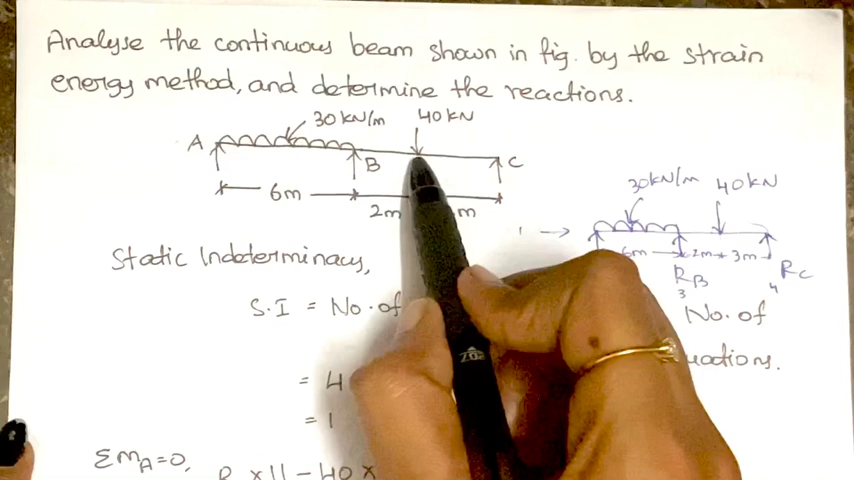 Analyse the continuous beam shown in fig. by the strain
energy method, and determine the reactions.
30 kN/m 40 kN
A B C
6m 2m m
30kN/m 40kN
1 →
6m 2m 3m
RB RC
3 4
Static Indeterminacy,
S.I = No. of No. of
= 4
= 1
ΣMA=0,
×11 - 40 ×